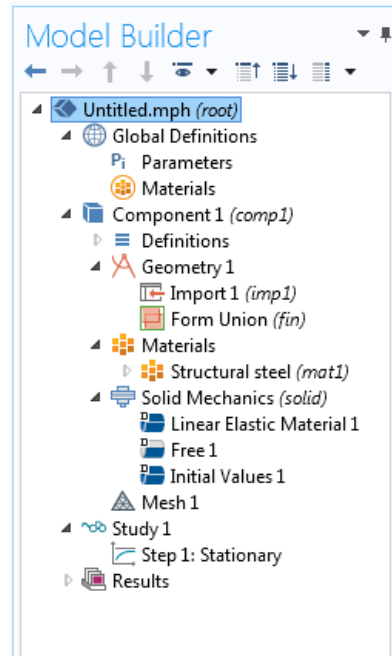 Model Builder
Untitled.mph (root)
Global Definitions
Pi Parameters
Materials
Component 1 (comp1)
Definitions
Geometry 1
Import 1 (imp1)
Form Union (fin)
Materials
Structural steel (mat1)
Solid Mechanics (solid)
Linear Elastic Material 1
Free 1
Initial Values 1
Mesh 1
Study 1
Step 1: Stationary
Results